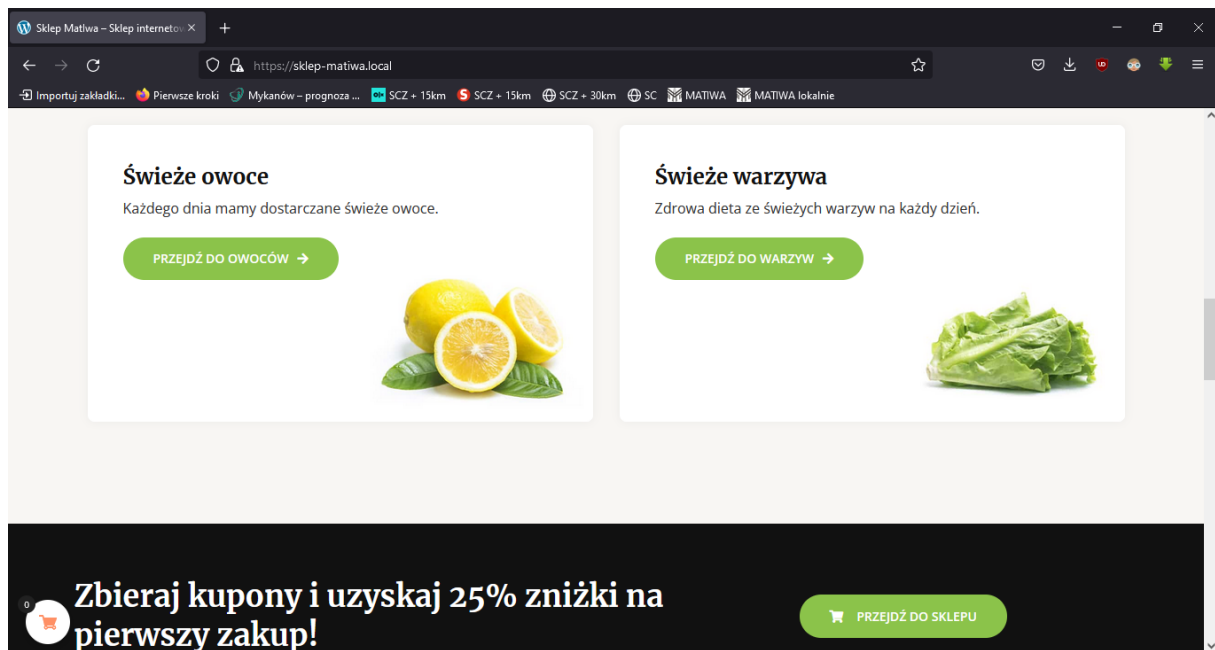 Sklep MatIwa – Sklep internetow
https://sklep-matiwa.local
Importuj zakładki... Pierwsze kroki Mykanów – prognoza ... SCZ + 15km SCZ + 15km SCZ + 30km SC MATIWA MATIWA lokalnie
Świeże owoce
Każdego dnia mamy dostarczane świeże owoce.
PRZEJDŹ DO OWOCÓW
Świeże warzywa
Zdrowa dieta ze świeżych warzyw na każdy dzień.
PRZEJDŹ DO WARZYW
Zbieraj kupony i uzyskaj 25% zniżki na
pierwszy zakup!
PRZEJDŹ DO SKLEPU
0